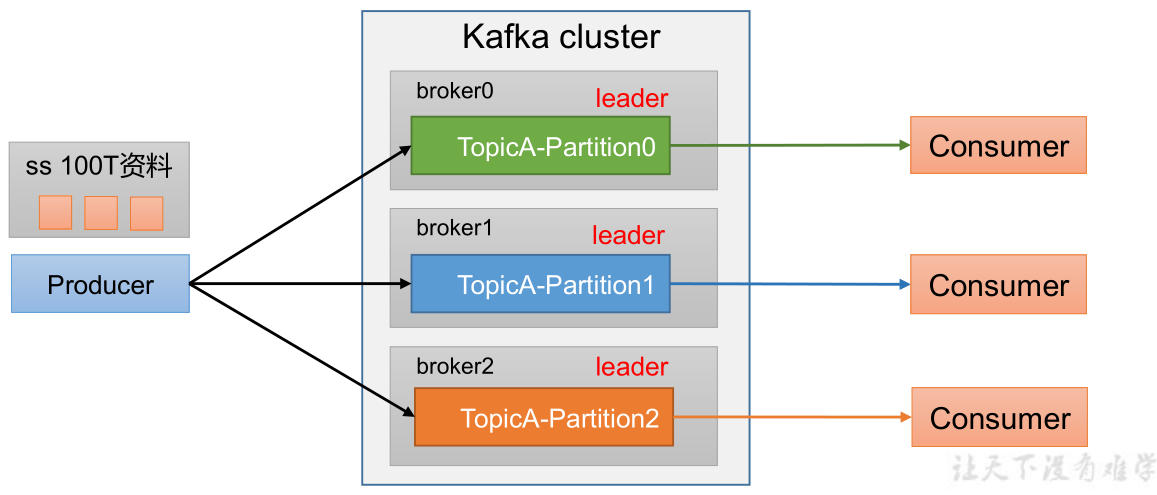 Kafka cluster
broker0
leader
TopicA-Partition0
Consumer
ss 100T资料
Producer
broker1
leader
TopicA-Partition1
Consumer
broker2
leader
TopicA-Partition2
Consumer
让天下没有难学